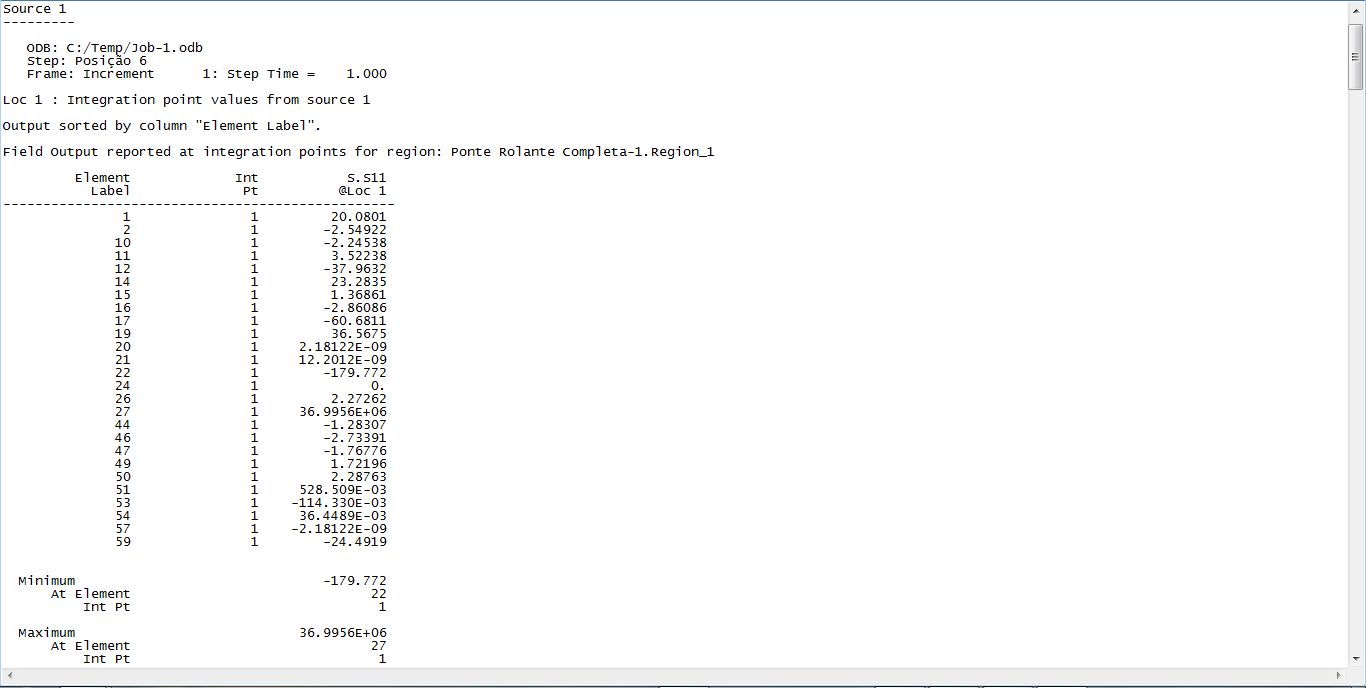 Source 1
---------
ODB: C:/Temp/Job-1.odb
Step: Posição 6
Frame: Increment      1: Step Time =    1.000
Loc 1 : Integration point values from source 1
Output sorted by column "Element Label".
Field Output reported at integration points for region: Ponte Rolante Completa-1.Region_1
Element             Int           S.S11
Label              Pt          @Loc 1
-------------------------------------------------
1               1         20.0801
2               1        -2.54922
10               1        -2.24538
11               1         3.52238
12               1        -37.9632
14               1         23.2835
15               1         1.36861
16               1        -2.86086
17               1        -60.6811
19               1         36.5675
20               1     2.18122E-09
21               1     12.2012E-09
22               1        -179.772
24               1              0.
26               1         2.27262
27               1     36.9956E+06
44               1        -1.28307
46               1        -2.73391
47               1        -1.76776
49               1         1.72196
50               1         2.28763
51               1     528.509E-03
53               1    -114.330E-03
54               1     36.4489E-03
57               1    -2.18122E-09
59               1        -24.4919
Minimum                               -179.772
At Element                              22
Int Pt                               1
Maximum                            36.9956E+06
At Element                              27
Int Pt                               1